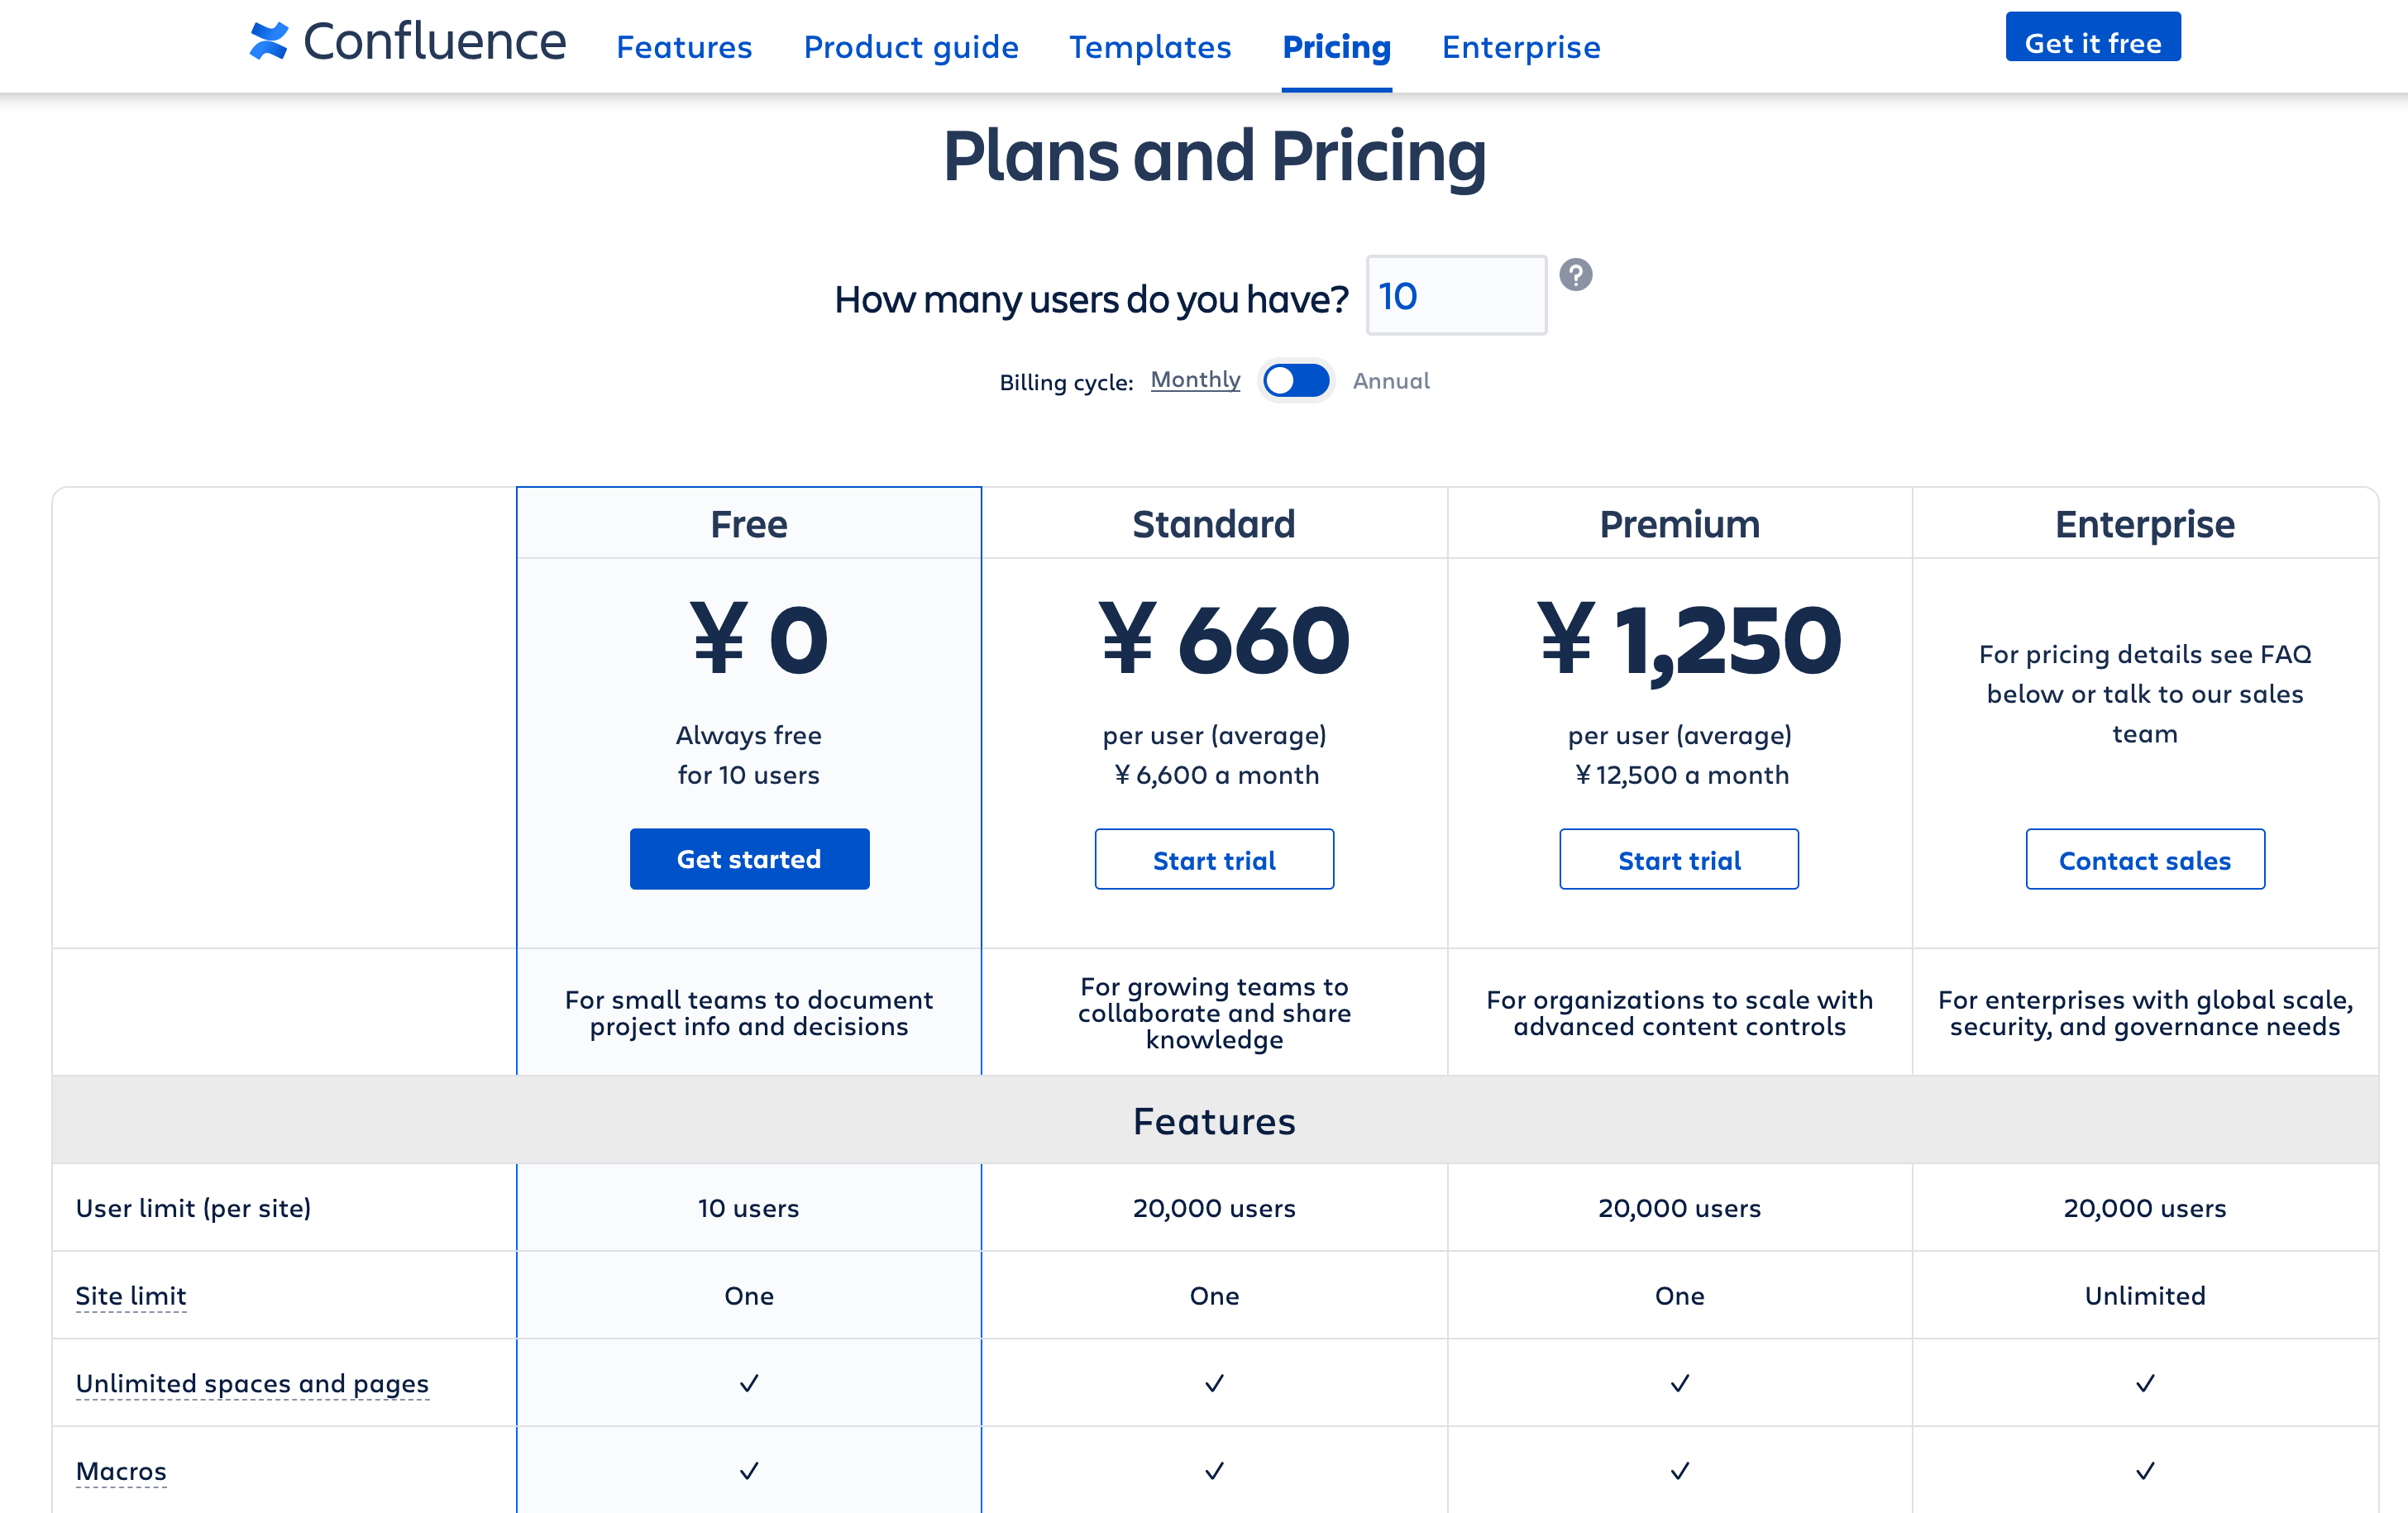 Confluence Features Product guide Templates Pricing Enterprise Get it free
Plans and Pricing
How many users do you have? 10 ?
Billing cycle: Monthly Annual
Free Standard Premium Enterprise
¥ 0
Always free
for 10 users
Get started
¥ 660
per user (average)
¥ 6,600 a month
Start trial
¥ 1,250
per user (average)
¥ 12,500 a month
Start trial
For pricing details see FAQ
below or talk to our sales
team
Contact sales
For small teams to document
project info and decisions
For growing teams to
collaborate and share
knowledge
For organizations to scale with
advanced content controls
For enterprises with global scale,
security, and governance needs
Features
User limit (per site) 10 users 20,000 users 20,000 users 20,000 users
Site limit One One One Unlimited
Unlimited spaces and pages ✓ ✓ ✓ ✓
Macros ✓ ✓ ✓ ✓